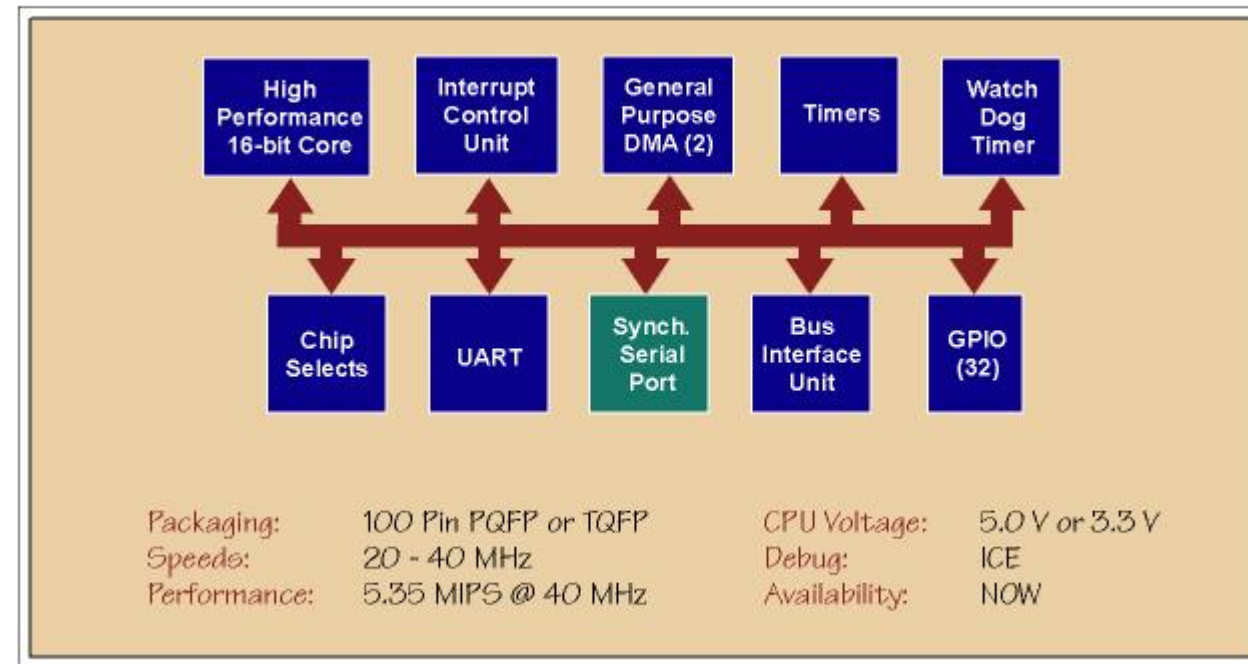 High
Performance
16-bit Core
Interrupt
Control
Unit
General
Purpose
DMA (2)
Timers
Watch
Dog
Timer
Chip
Selects
UART
Synch.
Serial
Port
Bus
Interface
Unit
GPIO
(32)
Packaging: 100 Pin PQFP or TQFP
Speeds: 20 - 40 MHz
Performance: 5.35 MIPS @ 40 MHz
CPU Voltage: 5.0 V or 3.3 V
Debug: ICE
Availability: NOW